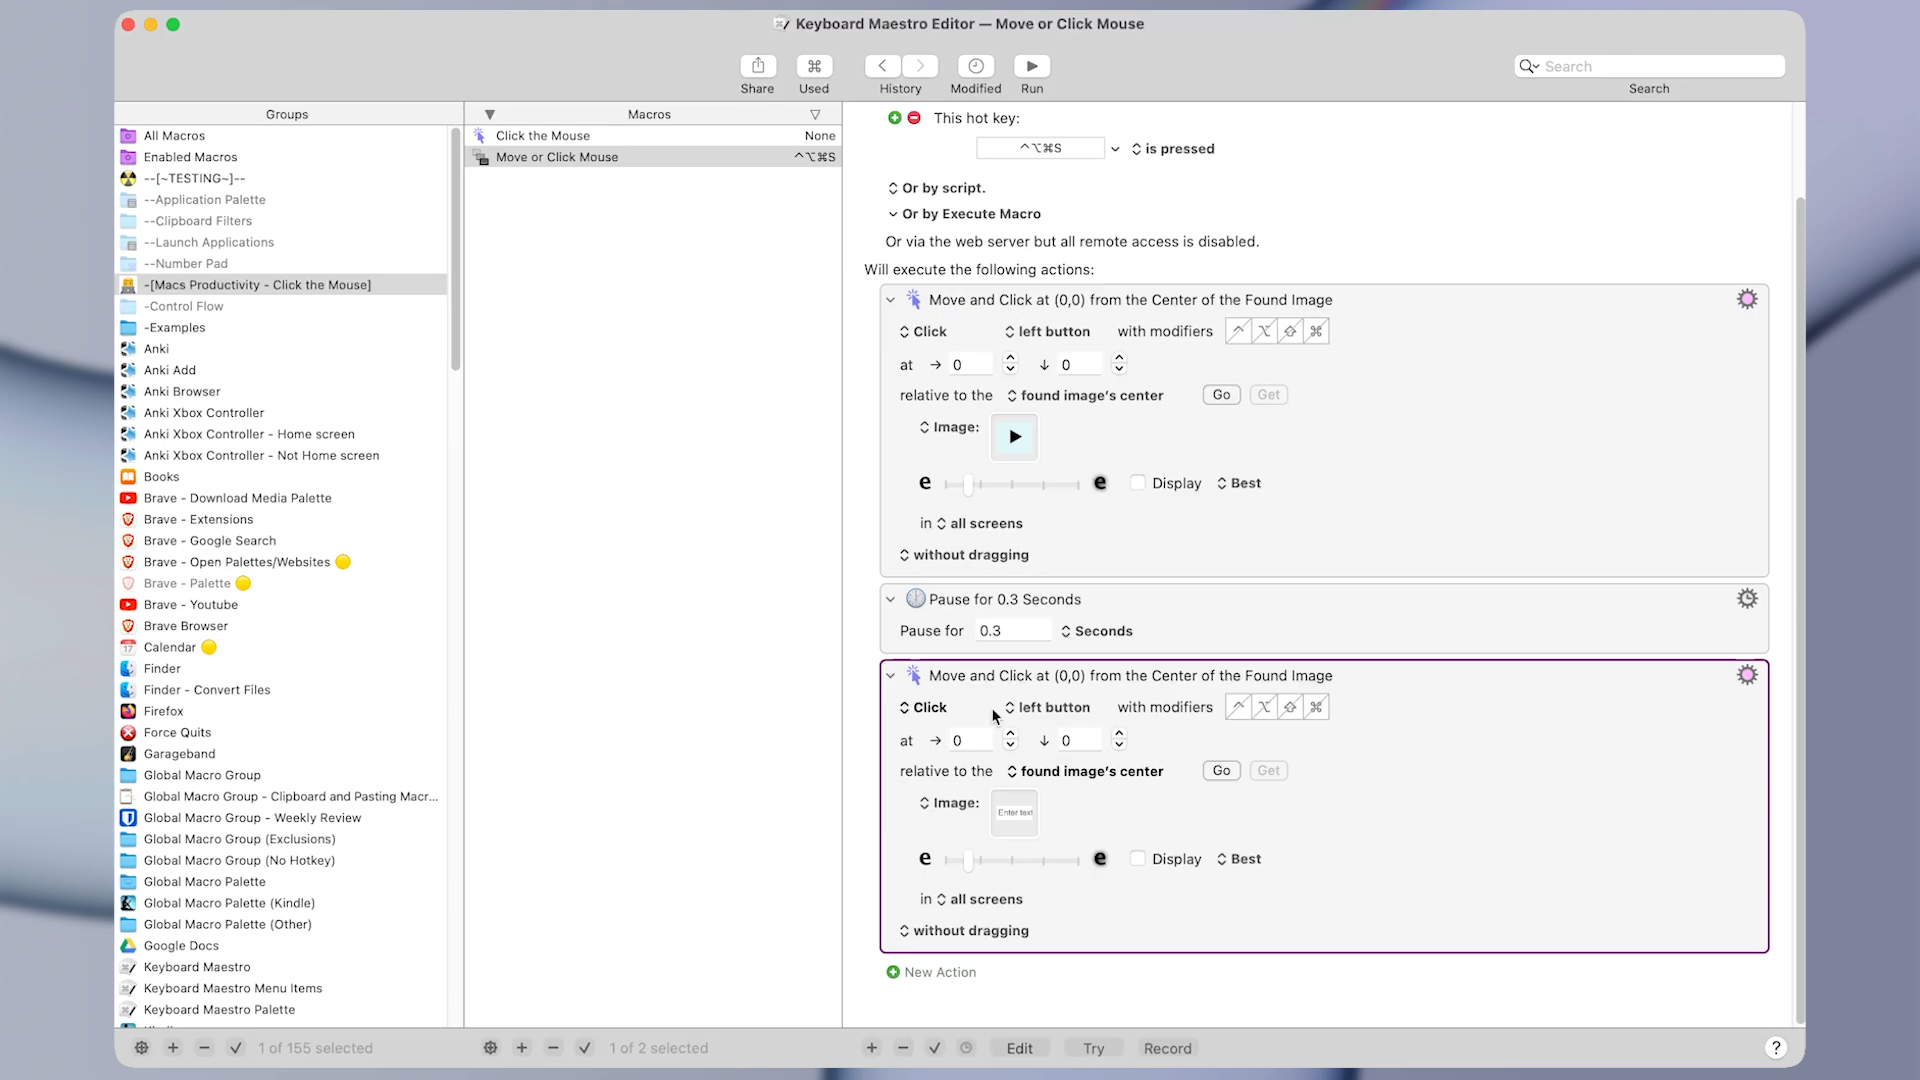 Keyboard Maestro Editor — Move or Click Mouse
Share
Used
History
Modified
Run
Search
Search
Groups
All Macros
Enabled Macros
--[~TESTING~]--
--Application Palette
--Clipboard Filters
--Launch Applications
--Number Pad
-[Macs Productivity - Click the Mouse]
-Control Flow
-Examples
Anki
Anki Add
Anki Browser
Anki Xbox Controller
Anki Xbox Controller - Home screen
Anki Xbox Controller - Not Home screen
Books
Brave - Download Media Palette
Brave - Extensions
Brave - Google Search
Brave - Open Palettes/Websites
Brave - Palette
Brave - Youtube
Brave Browser
Calendar
Finder
Finder - Convert Files
Firefox
Force Quits
Garageband
Global Macro Group
Global Macro Group - Clipboard and Pasting Macr...
Global Macro Group - Weekly Review
Global Macro Group (Exclusions)
Global Macro Group (No Hotkey)
Global Macro Palette
Global Macro Palette (Kindle)
Global Macro Palette (Other)
Google Docs
Keyboard Maestro
Keyboard Maestro Menu Items
Keyboard Maestro Palette
1 of 155 selected
Macros
Click the Mouse None
Move or Click Mouse ^⌥⌘S
1 of 2 selected
This hot key:
^⌥⌘S is pressed
Or by script.
Or by Execute Macro
Or via the web server but all remote access is disabled.
Will execute the following actions:
Move and Click at (0,0) from the Center of the Found Image
Click left button with modifiers ^ ⌥ ⇧ ⌘
at → 0 ↓ 0
relative to the found image's center Go Get
Image:
e e Display Best
in all screens
without dragging
Pause for 0.3 Seconds
Pause for 0.3 Seconds
Move and Click at (0,0) from the Center of the Found Image
Click left button with modifiers ^ ⌥ ⇧ ⌘
at → 0 ↓ 0
relative to the found image's center Go Get
Image: Enter text
e e Display Best
in all screens
without dragging
New Action
Edit Try Record ?